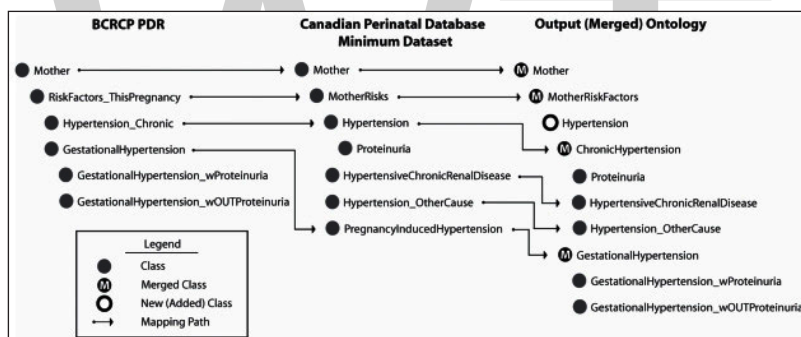 BCRCP PDR
Canadian Perinatal Database
Minimum Dataset
Output (Merged) Ontology
Mother
Mother
M Mother
RiskFactors_ThisPregnancy
MotherRisks
M MotherRiskFactors
Hypertension_Chronic
Hypertension
Hypertension
GestationalHypertension
Proteinuria
M ChronicHypertension
GestationalHypertension_wProteinuria
HypertensiveChronicRenalDisease
Proteinuria
GestationalHypertension_wOUTProteinuria
Hypertension_OtherCause
HypertensiveChronicRenalDisease
PregnancyInducedHypertension
Hypertension_OtherCause
M GestationalHypertension
GestationalHypertension_wProteinuria
GestationalHypertension_wOUTProteinuria
Legend
Class
M Merged Class
New (Added) Class
Mapping Path